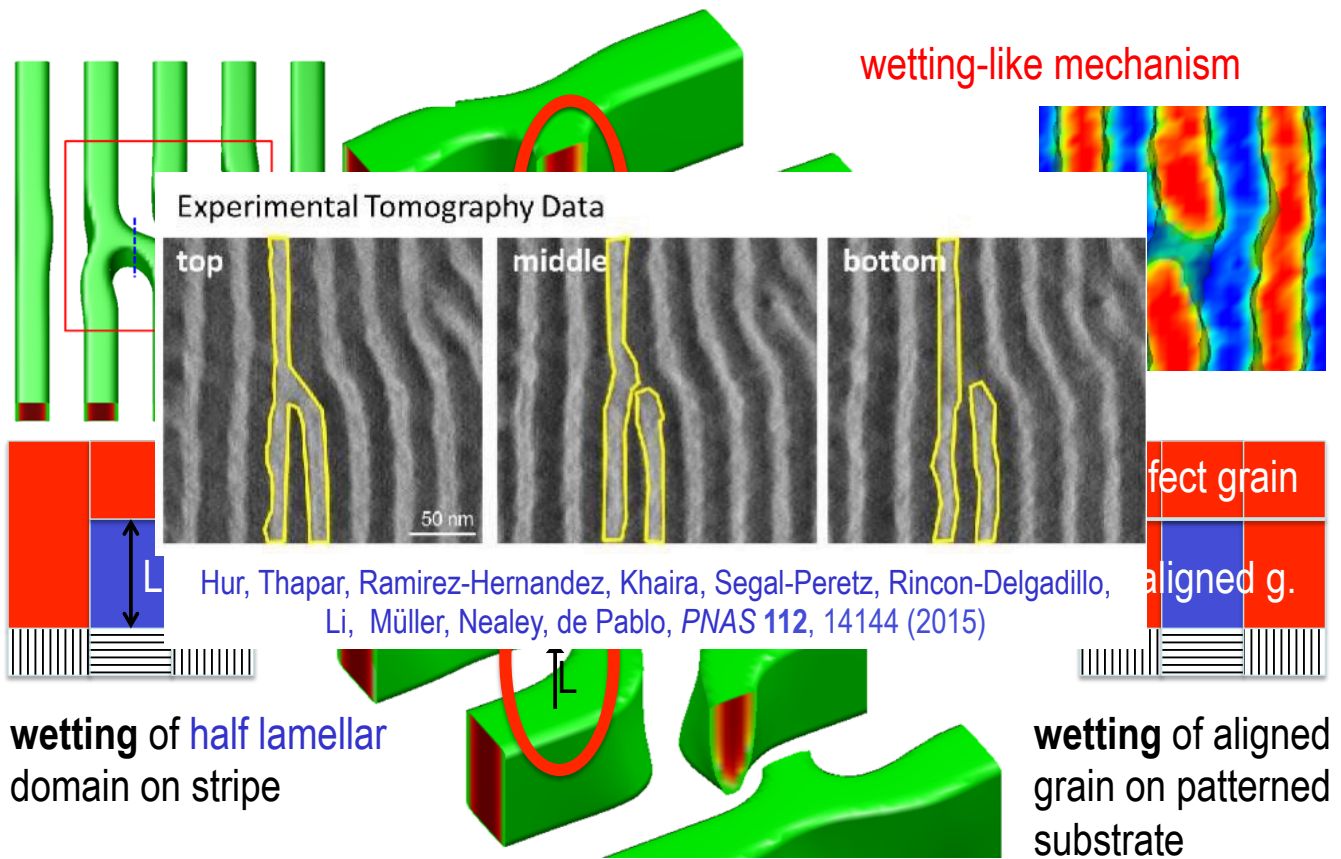 wetting-like mechanism
Experimental Tomography Data
top
middle
bottom
50 nm
fect grain
L
aligned g.
Hur, Thapar, Ramirez-Hernandez, Khaira, Segal-Peretz, Rincon-Delgadillo,
Li, Müller, Nealey, de Pablo, PNAS 112, 14144 (2015)
L
wetting of half lamellar
domain on stripe
wetting of aligned
grain on patterned
substrate